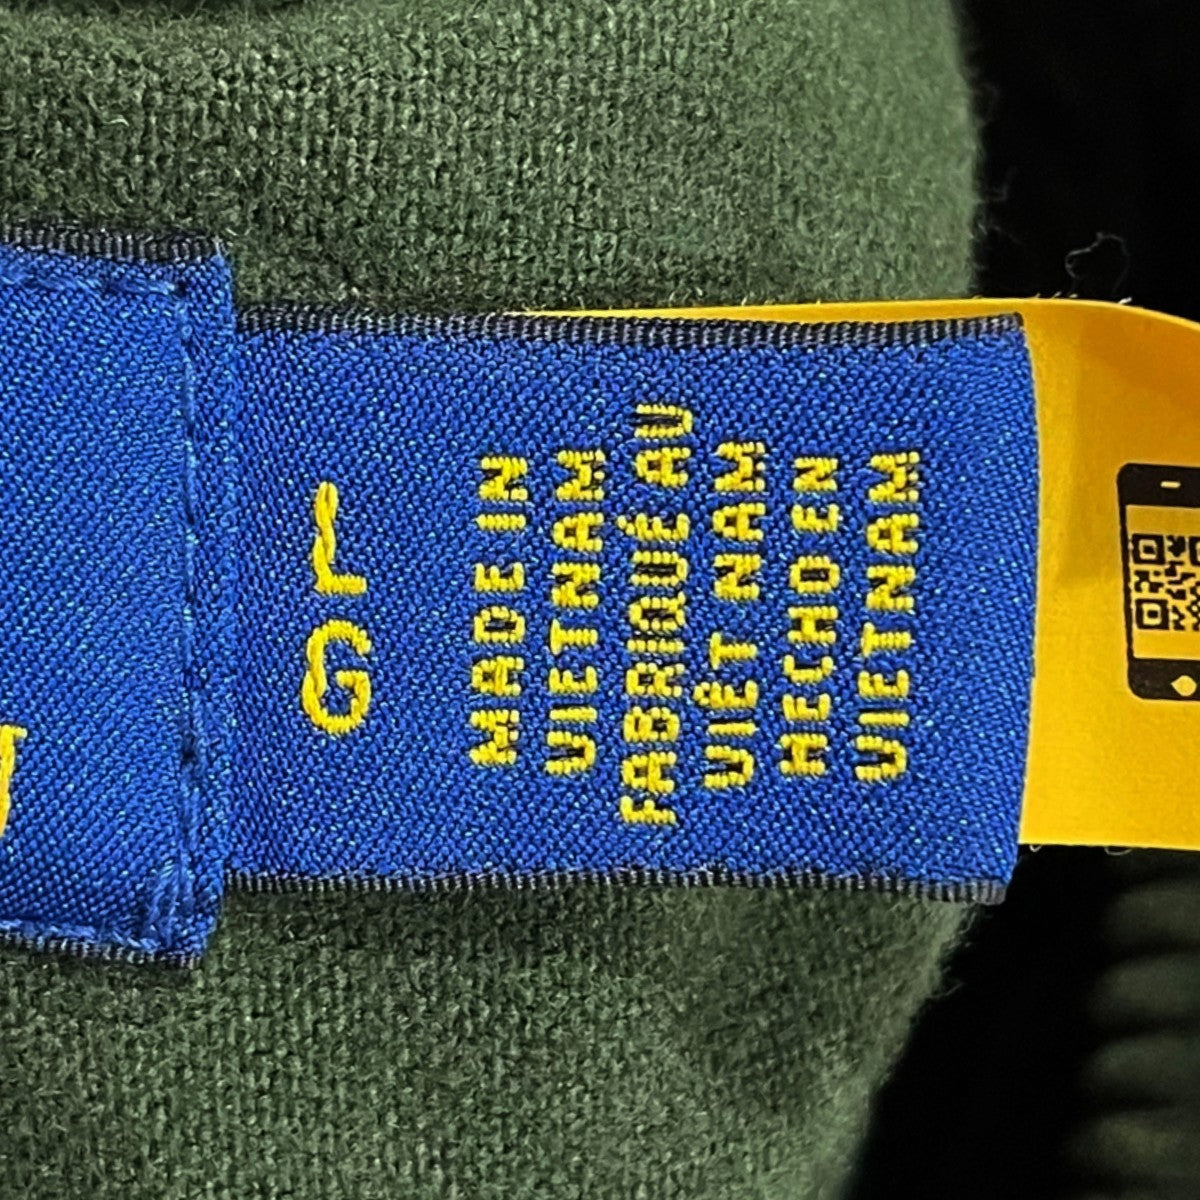 L
G
MADE IN
VIETNAM
FABRIQUÉ AU
VIÊT NAM
HECHO EN
VIETNAM